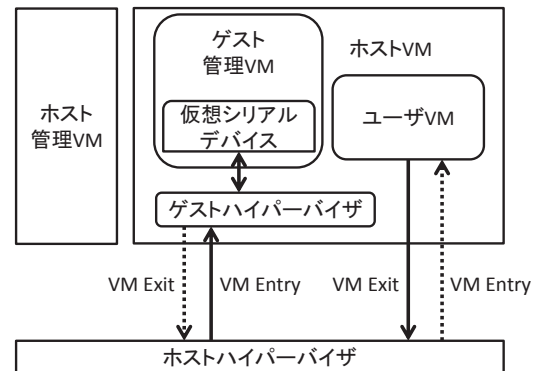 ゲスト
管理VM
ホストVM
ホスト
管理VM
仮想シリアル
デバイス
ユーザVM
ゲストハイパーバイザ
VM Exit
VM Entry
VM Exit
VM Entry
ホストハイパーバイザ